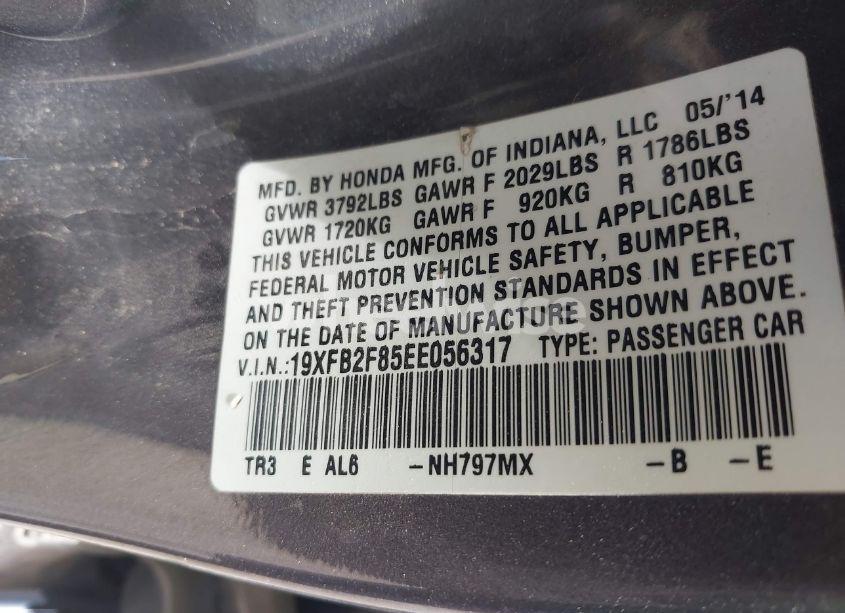 MFD. BY HONDA MFG. OF INDIANA, LLC 05/'14
GVWR 3792LBS GAWR F 2029LBS R 1786LBS
GVWR 1720KG GAWR F 920KG R 810KG
THIS VEHICLE CONFORMS TO ALL APPLICABLE
FEDERAL MOTOR VEHICLE SAFETY, BUMPER,
AND THEFT PREVENTION STANDARDS IN EFFECT
ON THE DATE OF MANUFACTURE SHOWN ABOVE.
V.I.N.:19XFB2F85EE056317 TYPE: PASSENGER CAR
TR3 E AL6 -NH797MX -B -E